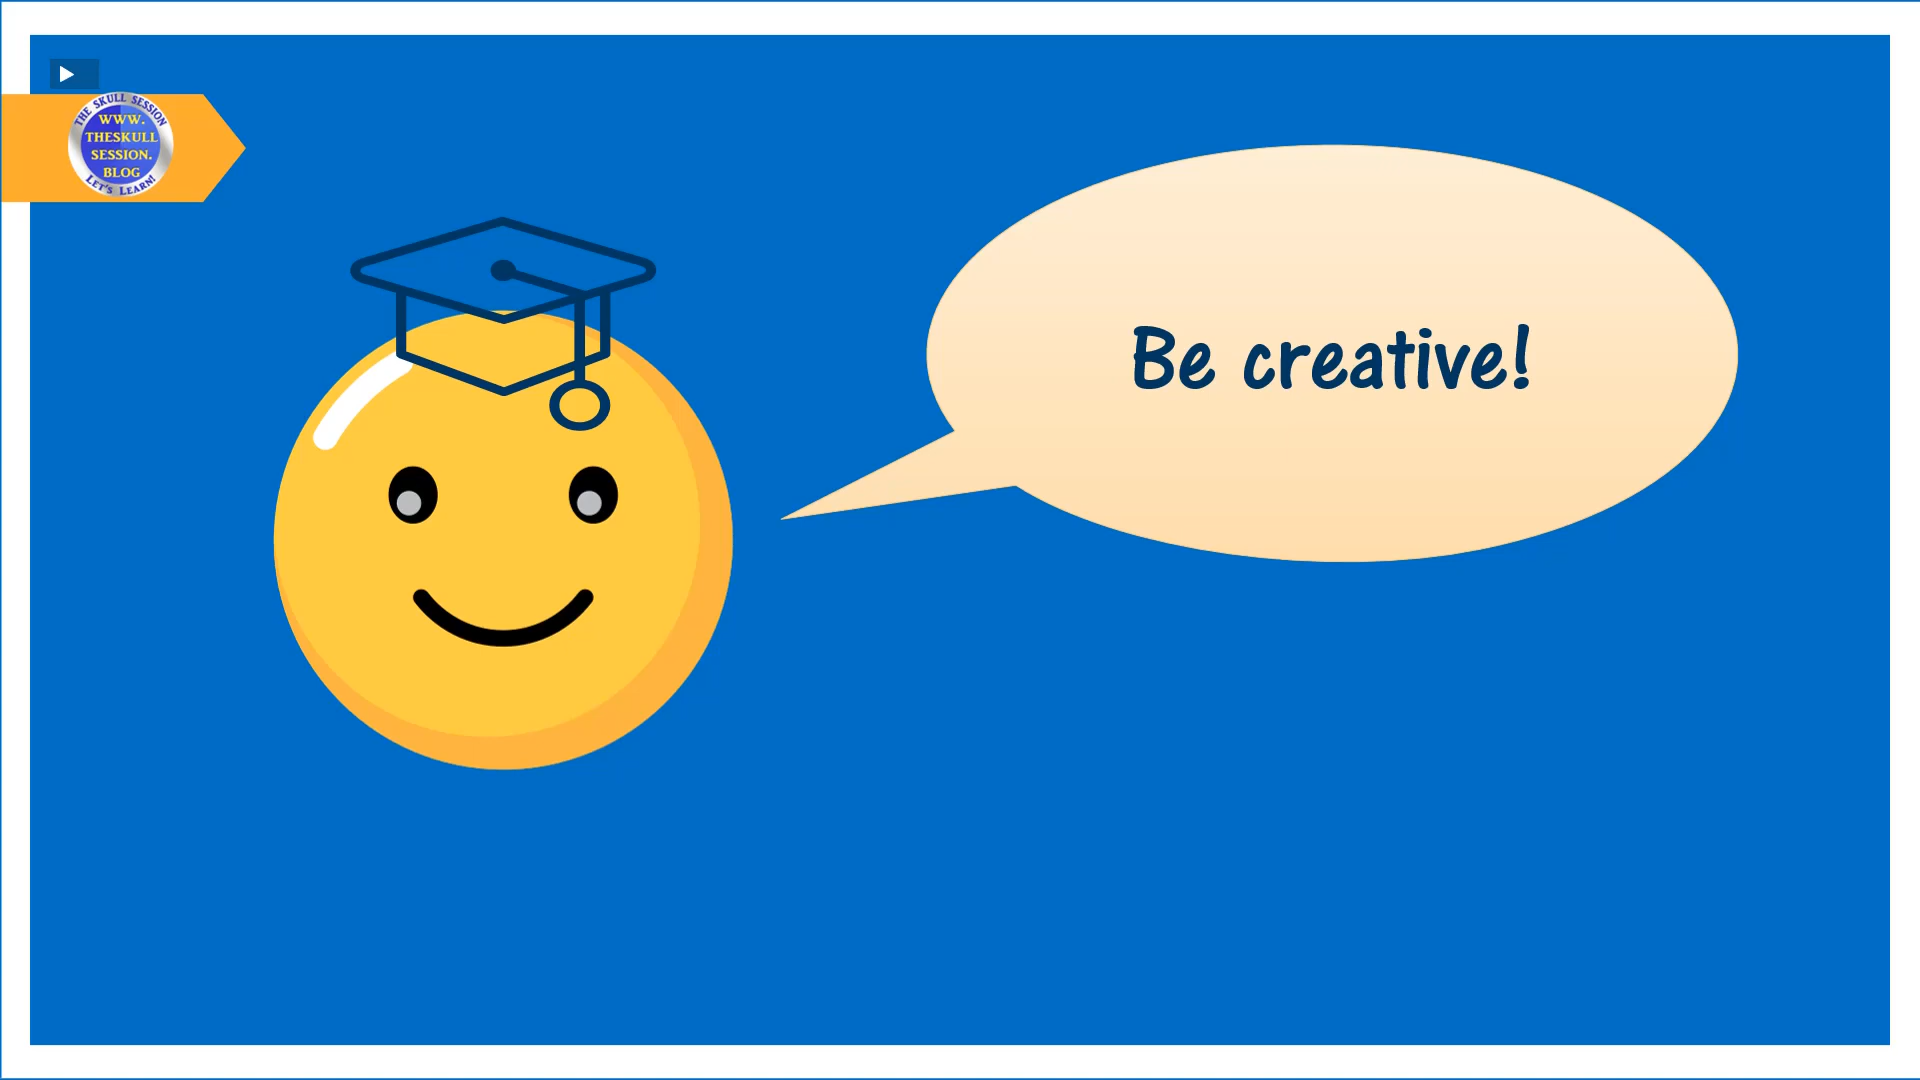 THE SKULL SESSION
WWW.
THESKULL
SESSION.
BLOG
LET'S LEARN!
Be creative!